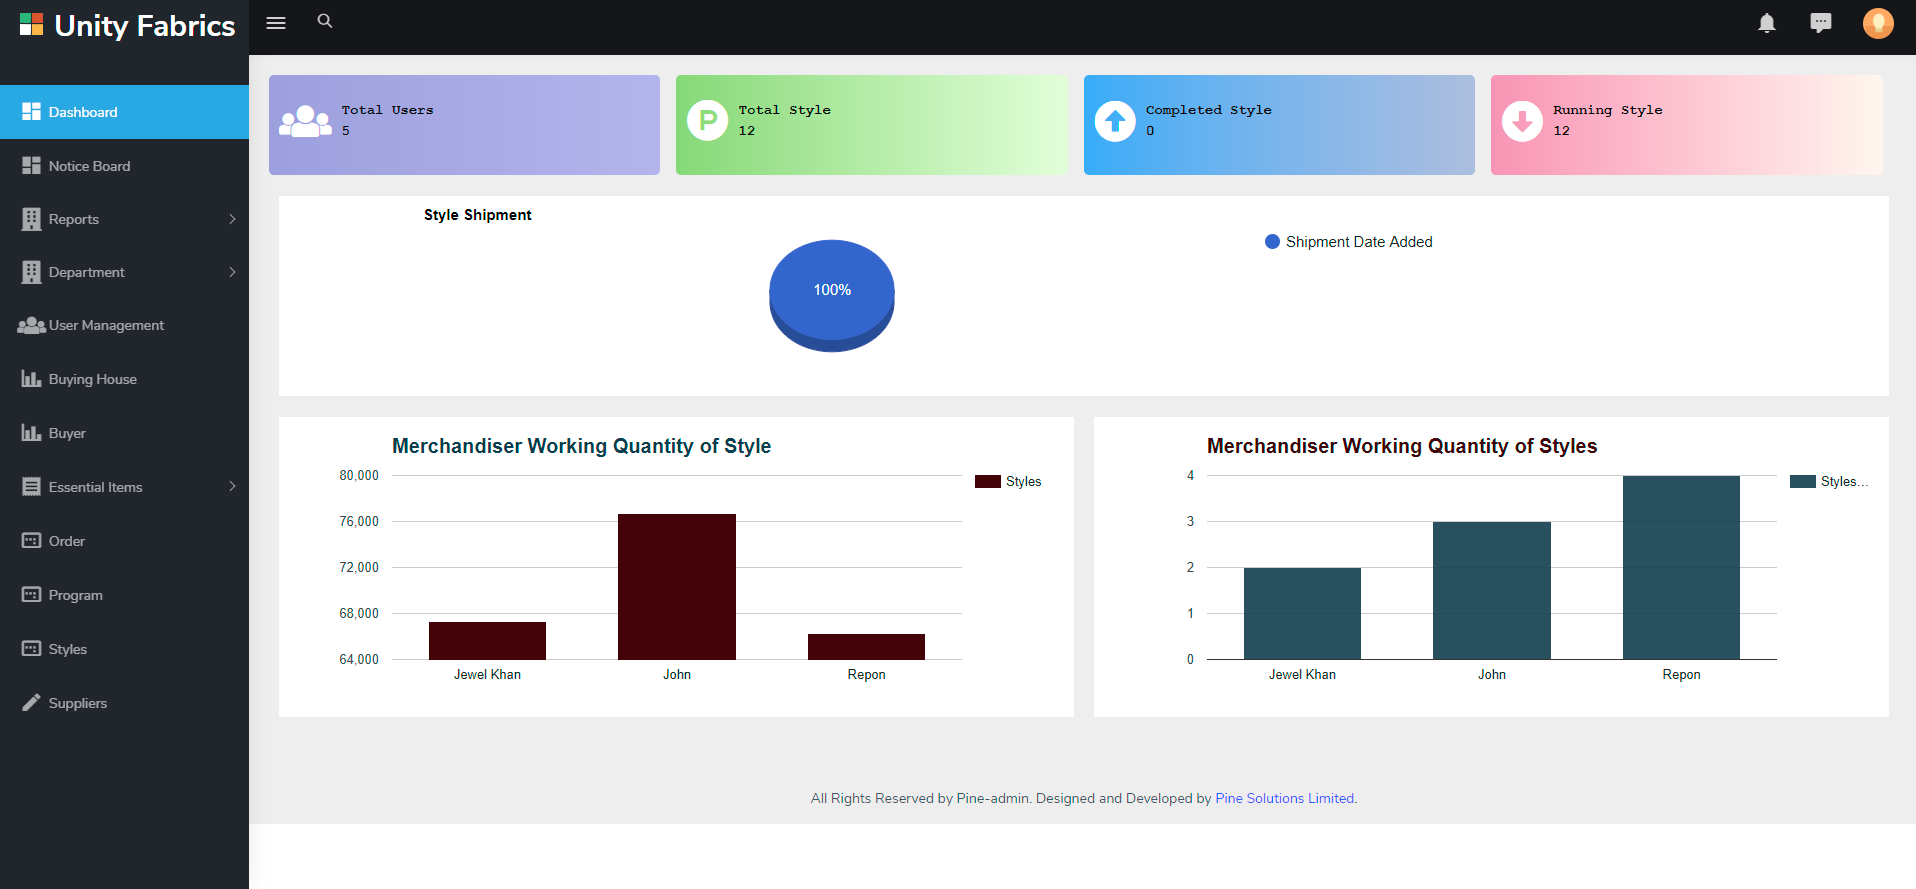 Unity Fabrics
Dashboard
Notice Board
Reports
Department
User Management
Buying House
Buyer
Essential Items
Order
Program
Styles
Suppliers
Total Users
5
P
Total Style
12
Completed Style
0
Running Style
12
Style Shipment
100%
Shipment Date Added
Merchandiser Working Quantity of Style
80,000
76,000
72,000
68,000
64,000
Jewel Khan John Repon
Styles
Merchandiser Working Quantity of Styles
4
3
2
1
0
Jewel Khan John Repon
Styles...
All Rights Reserved by Pine-admin. Designed and Developed by Pine Solutions Limited.